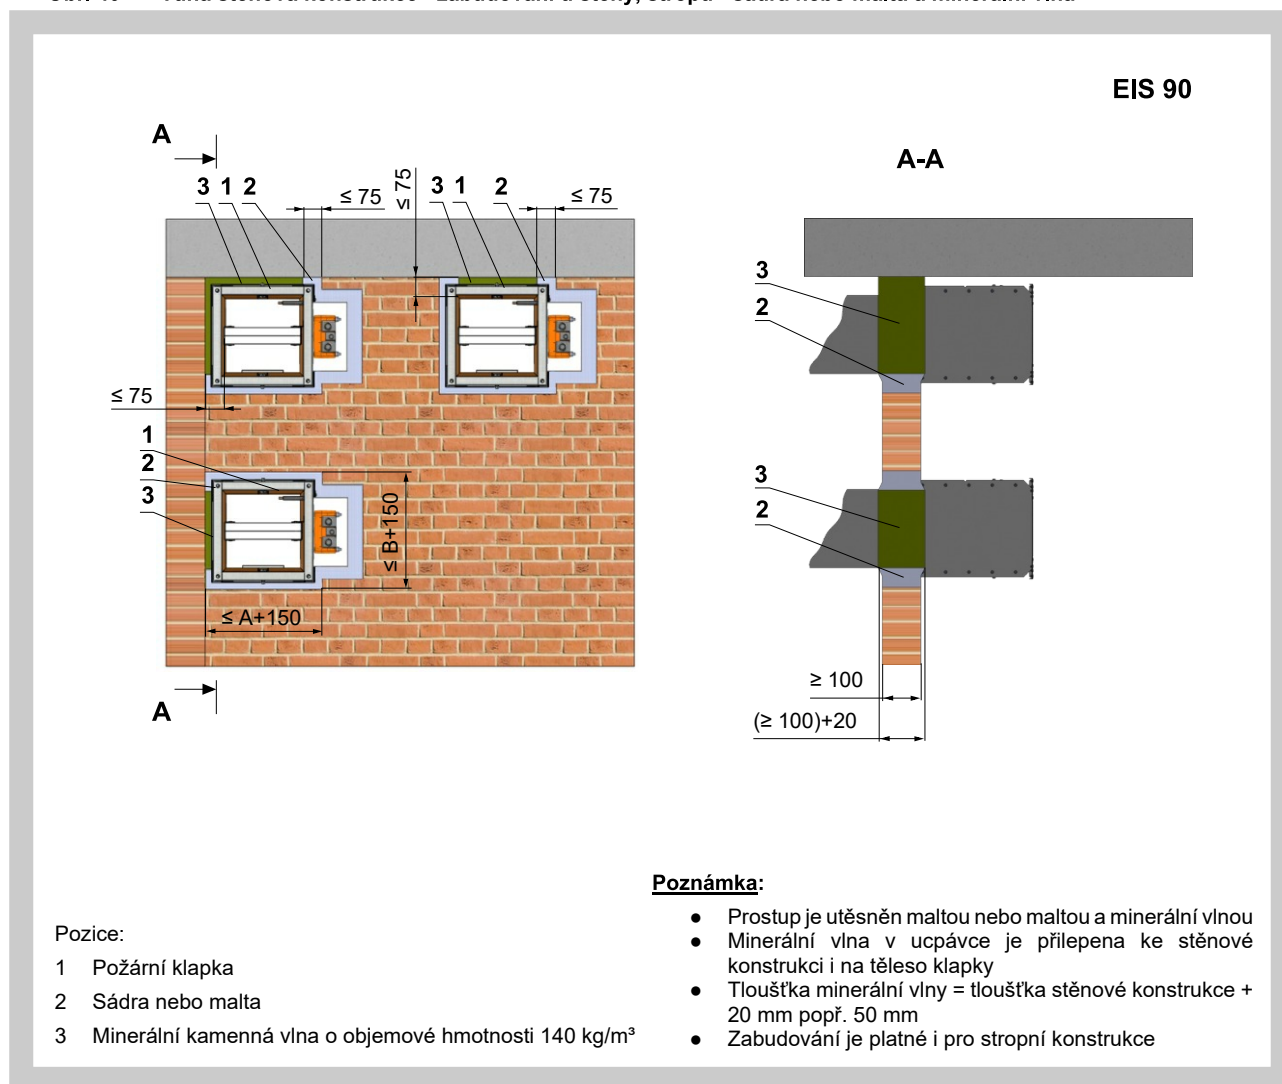 EIS 90
A
A-A
3 1 2
≤ 75
≤ 75
3 1 2
≤ 75
3
2
≤ 75
1
2
3
≤ B+150
≤ A+150
3
2
A
≥ 100
(≥ 100)+20
Poznámka:
● Prostup je utěsněn maltou nebo maltou a minerální vlnou
● Minerální vlna v ucpávce je přilepena ke stěnové
konstrukci i na těleso klapky
● Tloušťka minerální vlny = tloušťka stěnové konstrukce +
20 mm popř. 50 mm
● Zabudování je platné i pro stropní konstrukce
Pozice:
1 Požární klapka
2 Sádra nebo malta
3 Minerální kamenná vlna o objemové hmotnosti 140 kg/m³